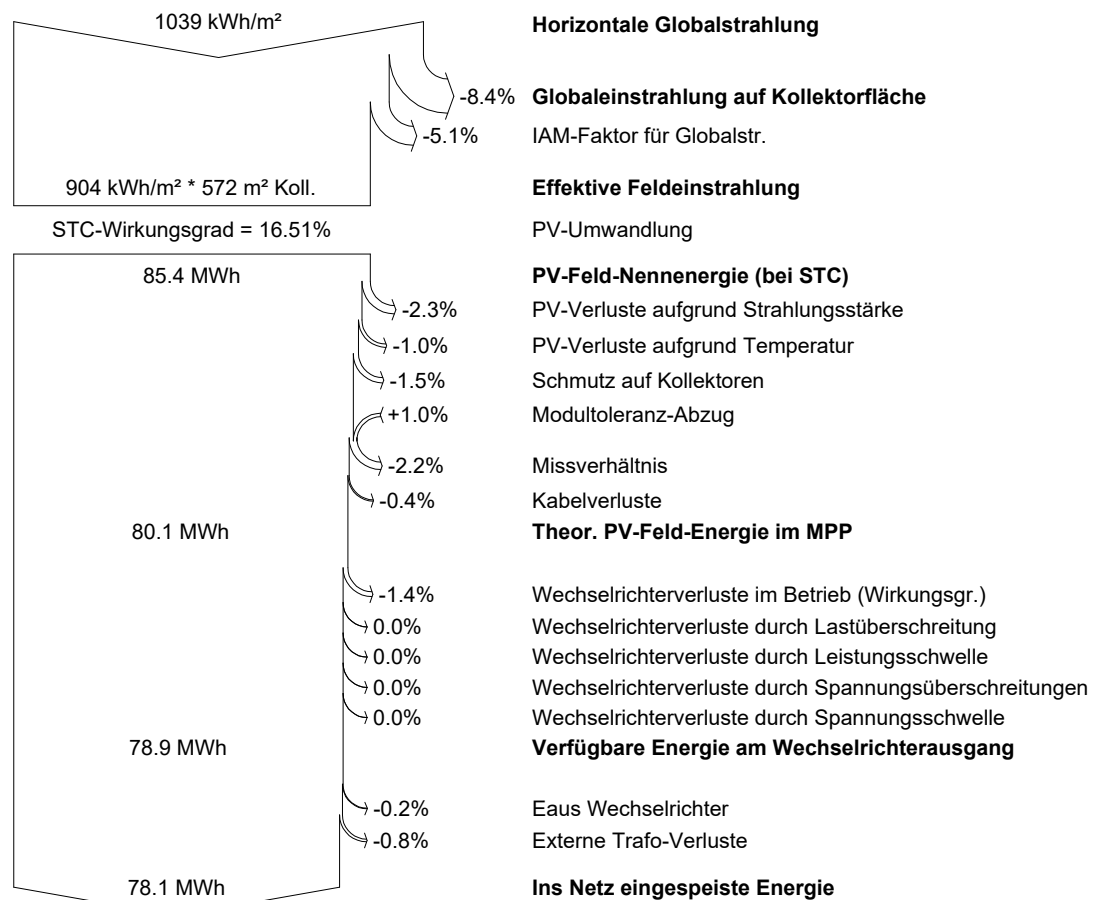 1039 kWh/m² Horizontale Globalstrahlung
-8.4% Globaleinstrahlung auf Kollektorfläche
-5.1% IAM-Faktor für Globalstr.
904 kWh/m² * 572 m² Koll. Effektive Feldeinstrahlung
STC-Wirkungsgrad = 16.51% PV-Umwandlung
85.4 MWh PV-Feld-Nennenergie (bei STC)
-2.3% PV-Verluste aufgrund Strahlungsstärke
-1.0% PV-Verluste aufgrund Temperatur
-1.5% Schmutz auf Kollektoren
+1.0% Modultoleranz-Abzug
-2.2% Missverhältnis
-0.4% Kabelverluste
80.1 MWh Theor. PV-Feld-Energie im MPP
-1.4% Wechselrichterverluste im Betrieb (Wirkungsgr.)
0.0% Wechselrichterverluste durch Lastüberschreitung
0.0% Wechselrichterverluste durch Leistungsschwelle
0.0% Wechselrichterverluste durch Spannungsüberschreitungen
0.0% Wechselrichterverluste durch Spannungsschwelle
78.9 MWh Verfügbare Energie am Wechselrichterausgang
-0.2% Eaus Wechselrichter
-0.8% Externe Trafo-Verluste
78.1 MWh Ins Netz eingespeiste Energie